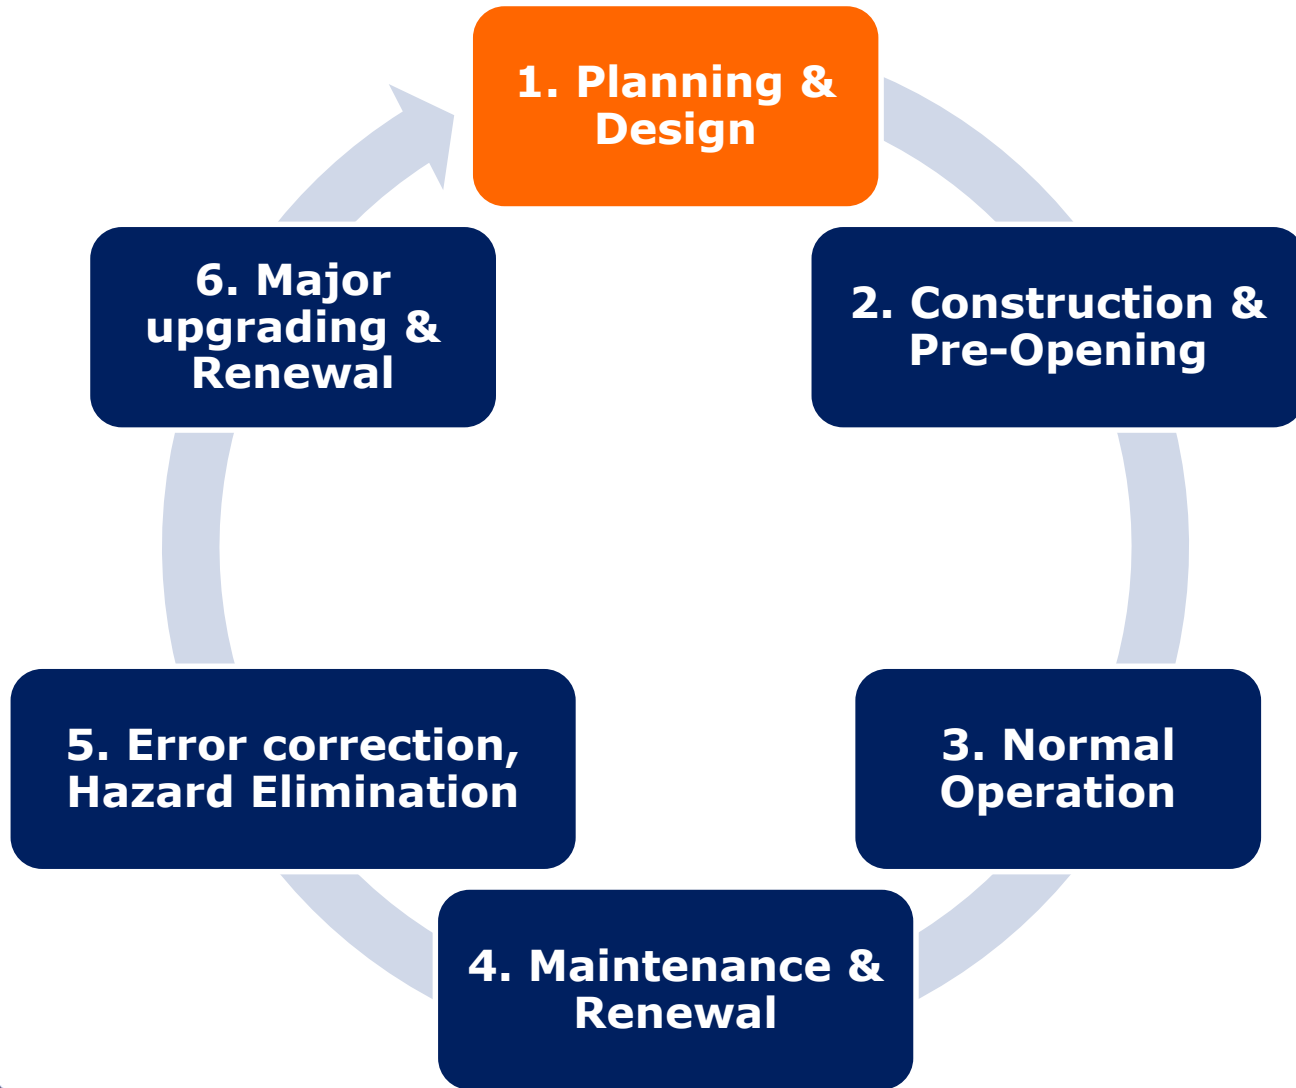 1. Planning &
Design
2. Construction &
Pre-Opening
3. Normal
Operation
4. Maintenance &
Renewal
5. Error correction,
Hazard Elimination
6. Major
upgrading &
Renewal